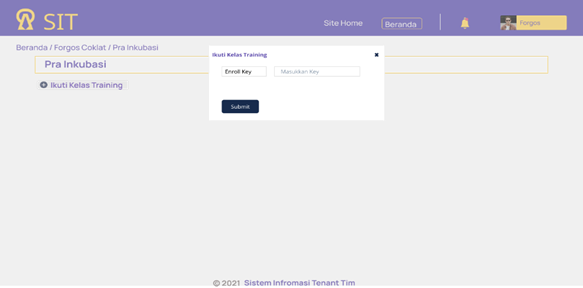 SIT
Site Home
Beranda
Forgos
Beranda / Forgos Coklat / Pra Inkubasi
Pra Inkubasi
Ikuti Kelas Training
Ikuti Kelas Training
Enroll Key
Masukkan Key
Submit
© 2021 Sistem Infromasi Tenant Tim